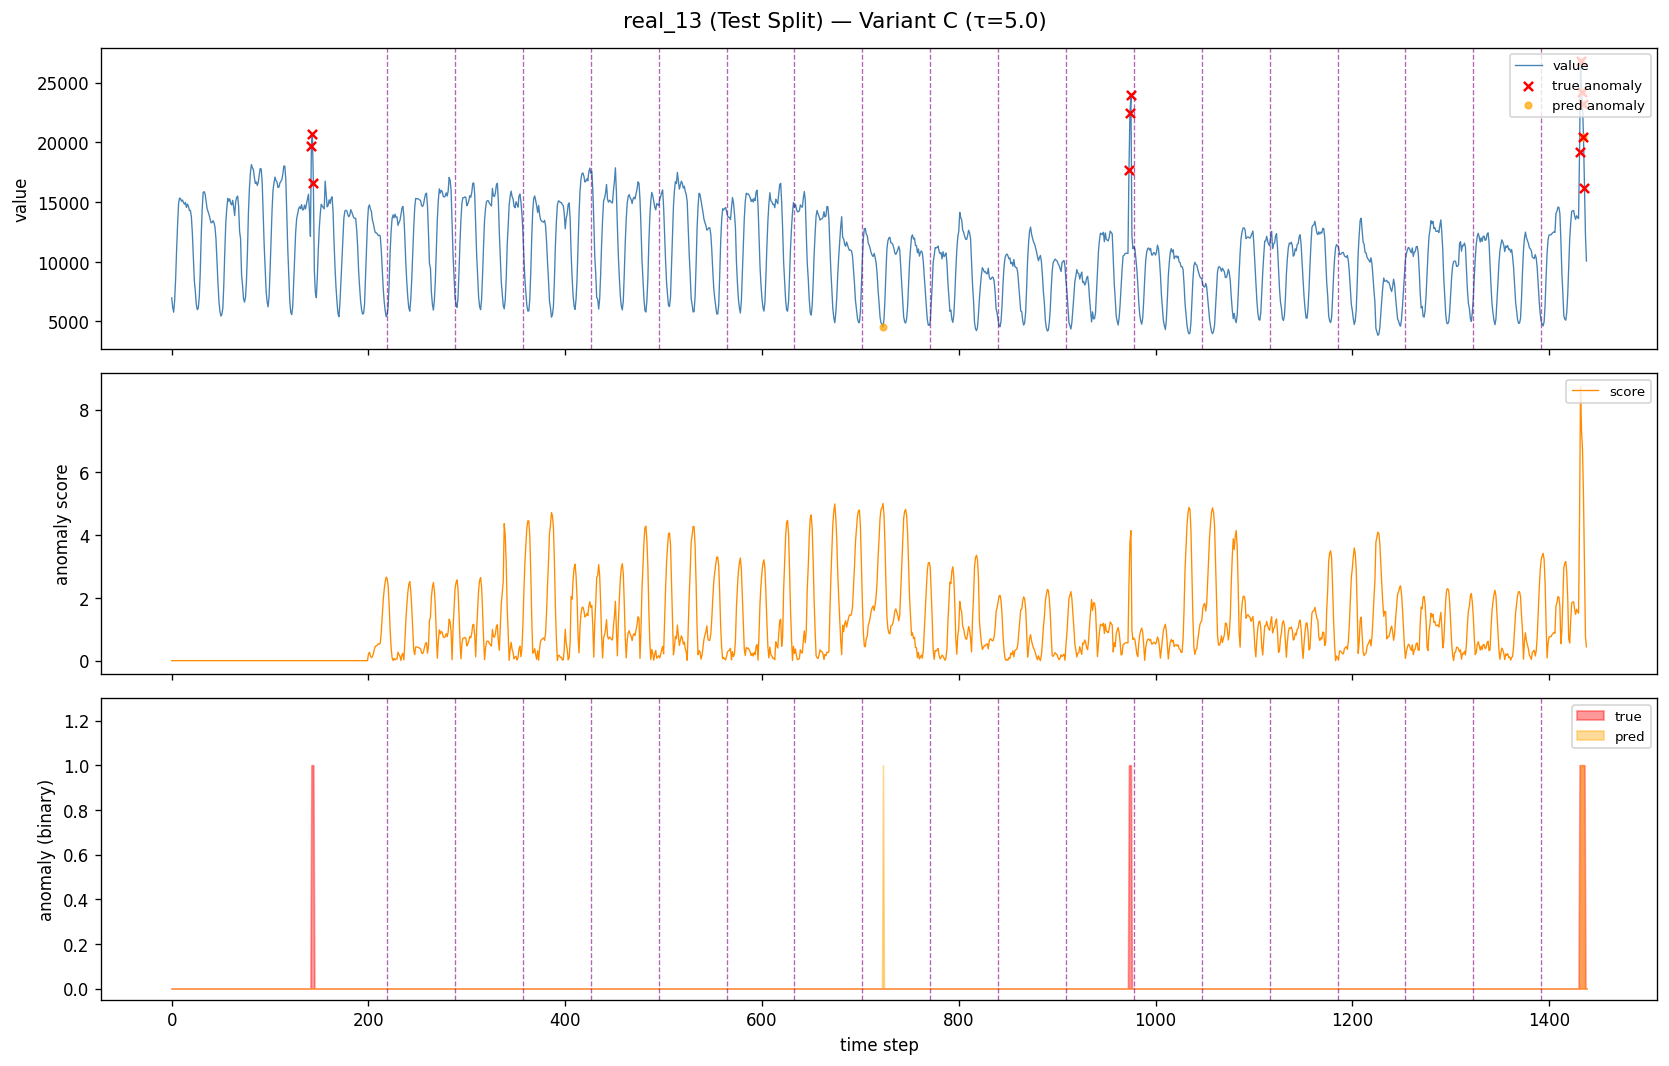 real_13 (Test Split) — Variant C (τ=5.0)
value
25000
20000
15000
10000
5000
value
true anomaly
pred anomaly
anomaly score
8
6
4
2
0
score
anomaly (binary)
1.2
1.0
0.8
0.6
0.4
0.2
0.0
true
pred
0 200 400 600 800 1000 1200 1400
time step